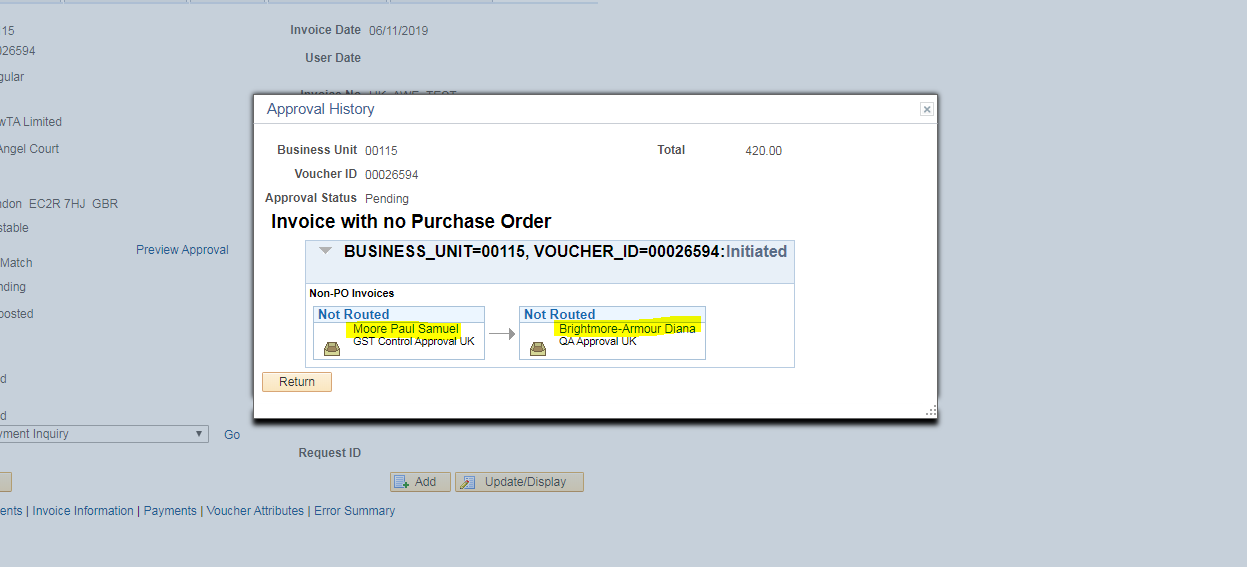 15
Invoice Date 06/11/2019
026594
User Date
gular
Invoice No UK_AWE_TEST
wTA Limited
Angel Court
ndon EC2R 7HJ GBR
stable
Preview Approval
Match
nding
posted
d
d
yment Inquiry
Go
Request ID
Add
Update/Display
ents | Invoice Information | Payments | Voucher Attributes | Error Summary
Approval History
Business Unit 00115
Total 420.00
Voucher ID 00026594
Approval Status Pending
Invoice with no Purchase Order
BUSINESS_UNIT=00115, VOUCHER_ID=00026594:Initiated
Non-PO Invoices
Not Routed
Moore Paul Samuel
GST Control Approval UK
Not Routed
Brightmore-Armour Diana
QA Approval UK
Return